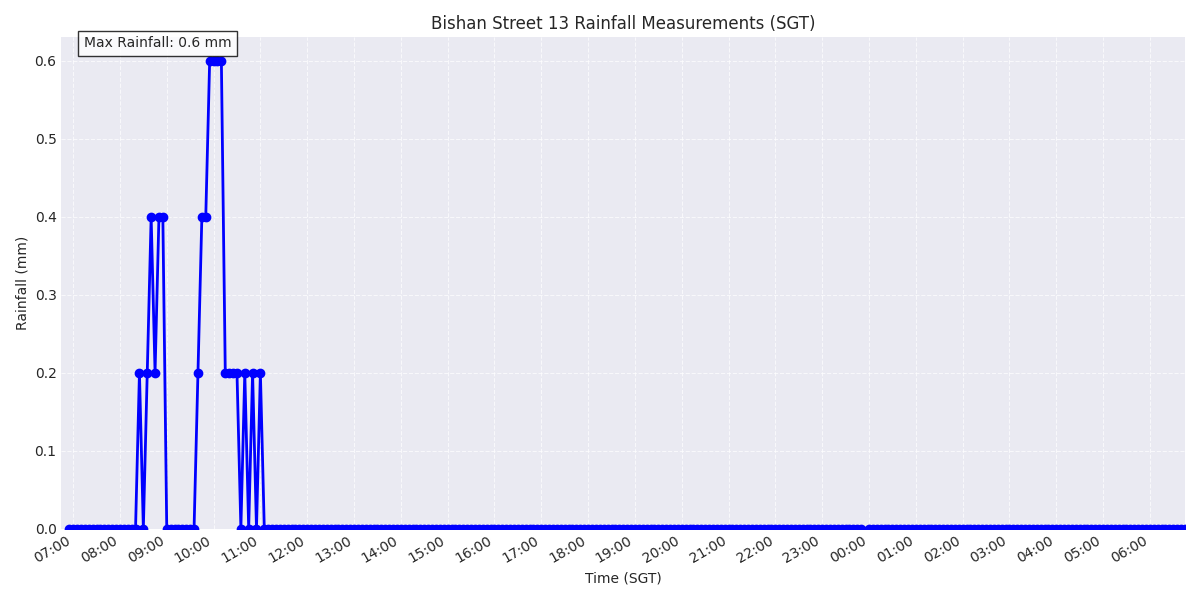 Bishan Street 13 Rainfall Measurements (SGT)
Max Rainfall: 0.6 mm
0.6
0.5
0.4
0.3
0.2
0.1
0.0
Rainfall (mm)
07:00 08:00 09:00 10:00 11:00 12:00 13:00 14:00 15:00 16:00 17:00 18:00 19:00 20:00 21:00 22:00 23:00 00:00 01:00 02:00 03:00 04:00 05:00 06:00
Time (SGT)